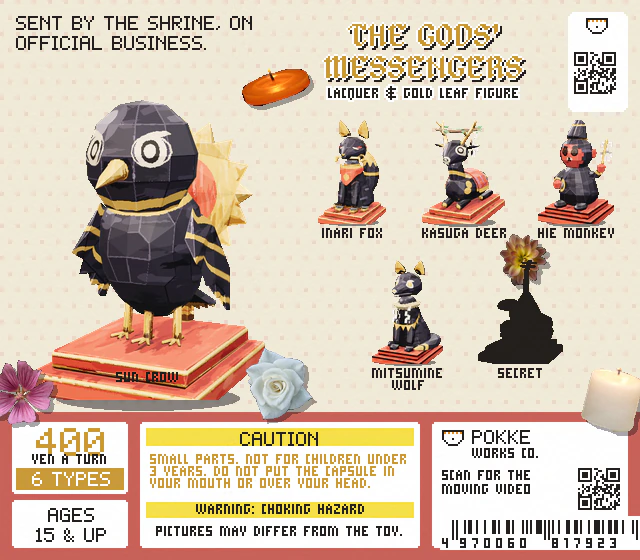 SENT BY THE SHRINE, ON
OFFICIAL BUSINESS.
THE GODS'
MESSENGERS
LACQUER & GOLD LEAF FIGURE
INARI FOX
KASUGA DEER
HIE MONKEY
MITSUMINE
WOLF
SECRET
SUN CROW
400
YEN A TURN
6 TYPES
AGES
15 & UP
CAUTION
SMALL PARTS. NOT FOR CHILDREN UNDER
3 YEARS. DO NOT PUT THE CAPSULE IN
YOUR MOUTH OR OVER YOUR HEAD.
WARNING: CHOKING HAZARD
PICTURES MAY DIFFER FROM THE TOY.
POKKE
WORKS CO.
SCAN FOR THE
MOVING VIDEO
4 970060 817923